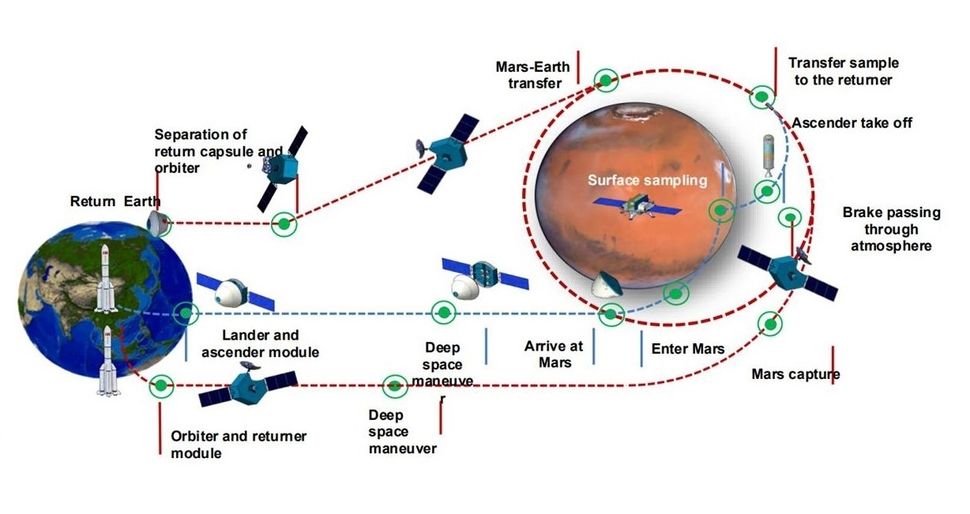 Mars-Earth
transfer
Transfer sample
to the returner
Ascender take off
Separation of
return capsule and
orbiter
Return Earth
Surface sampling
Brake passing
through
atmosphere
Lander and
ascender module
Deep
space
maneuve
r
Arrive at
Mars
Enter Mars
Mars capture
Orbiter and returner
module
Deep
space
maneuver